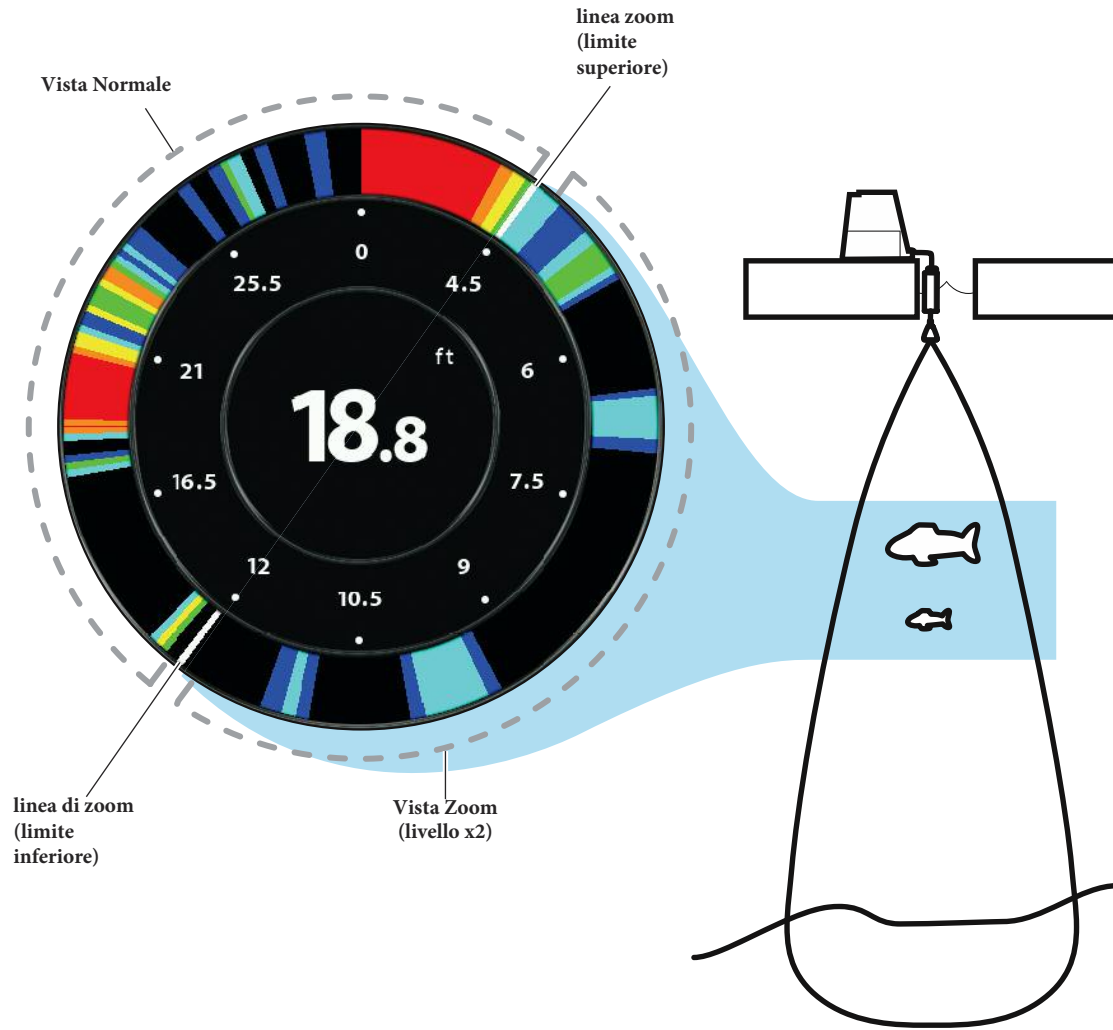 linea zoom
(limite
superiore)
Vista Normale
0
4.5
6
7.5
9
10.5
12
16.5
21
25.5
ft
18.8
linea di zoom
(limite
inferiore)
Vista Zoom
(livello x2)